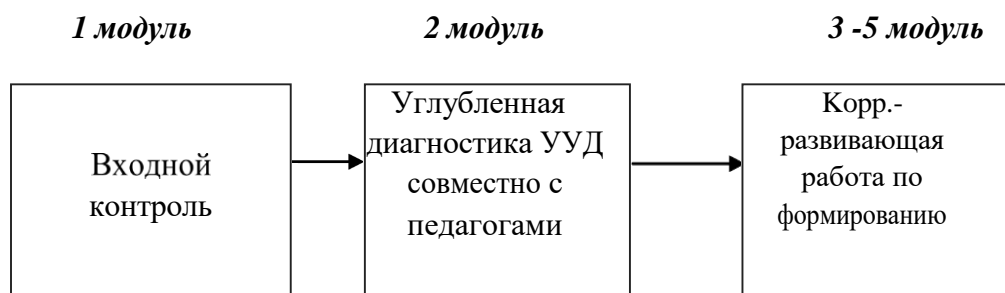 1 модуль
2 модуль
3 -5 модуль
Входной
контроль
Углубленная
диагностика УУД
совместно с
педагогами
Корр.-
развивающая
работа по
формированию